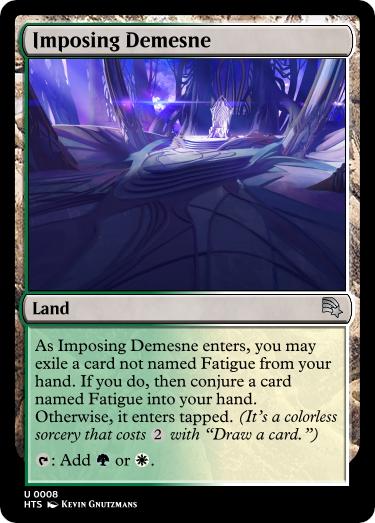 Imposing Demesne
Land
As Imposing Demesne enters, you may
exile a card not named Fatigue from your
hand. If you do, then conjure a card
named Fatigue into your hand.
Otherwise, it enters tapped. (It's a colorless
sorcery that costs 2 with “Draw a card.”)
: Add or .
U 0008
HTS Kevin Gnutzmans